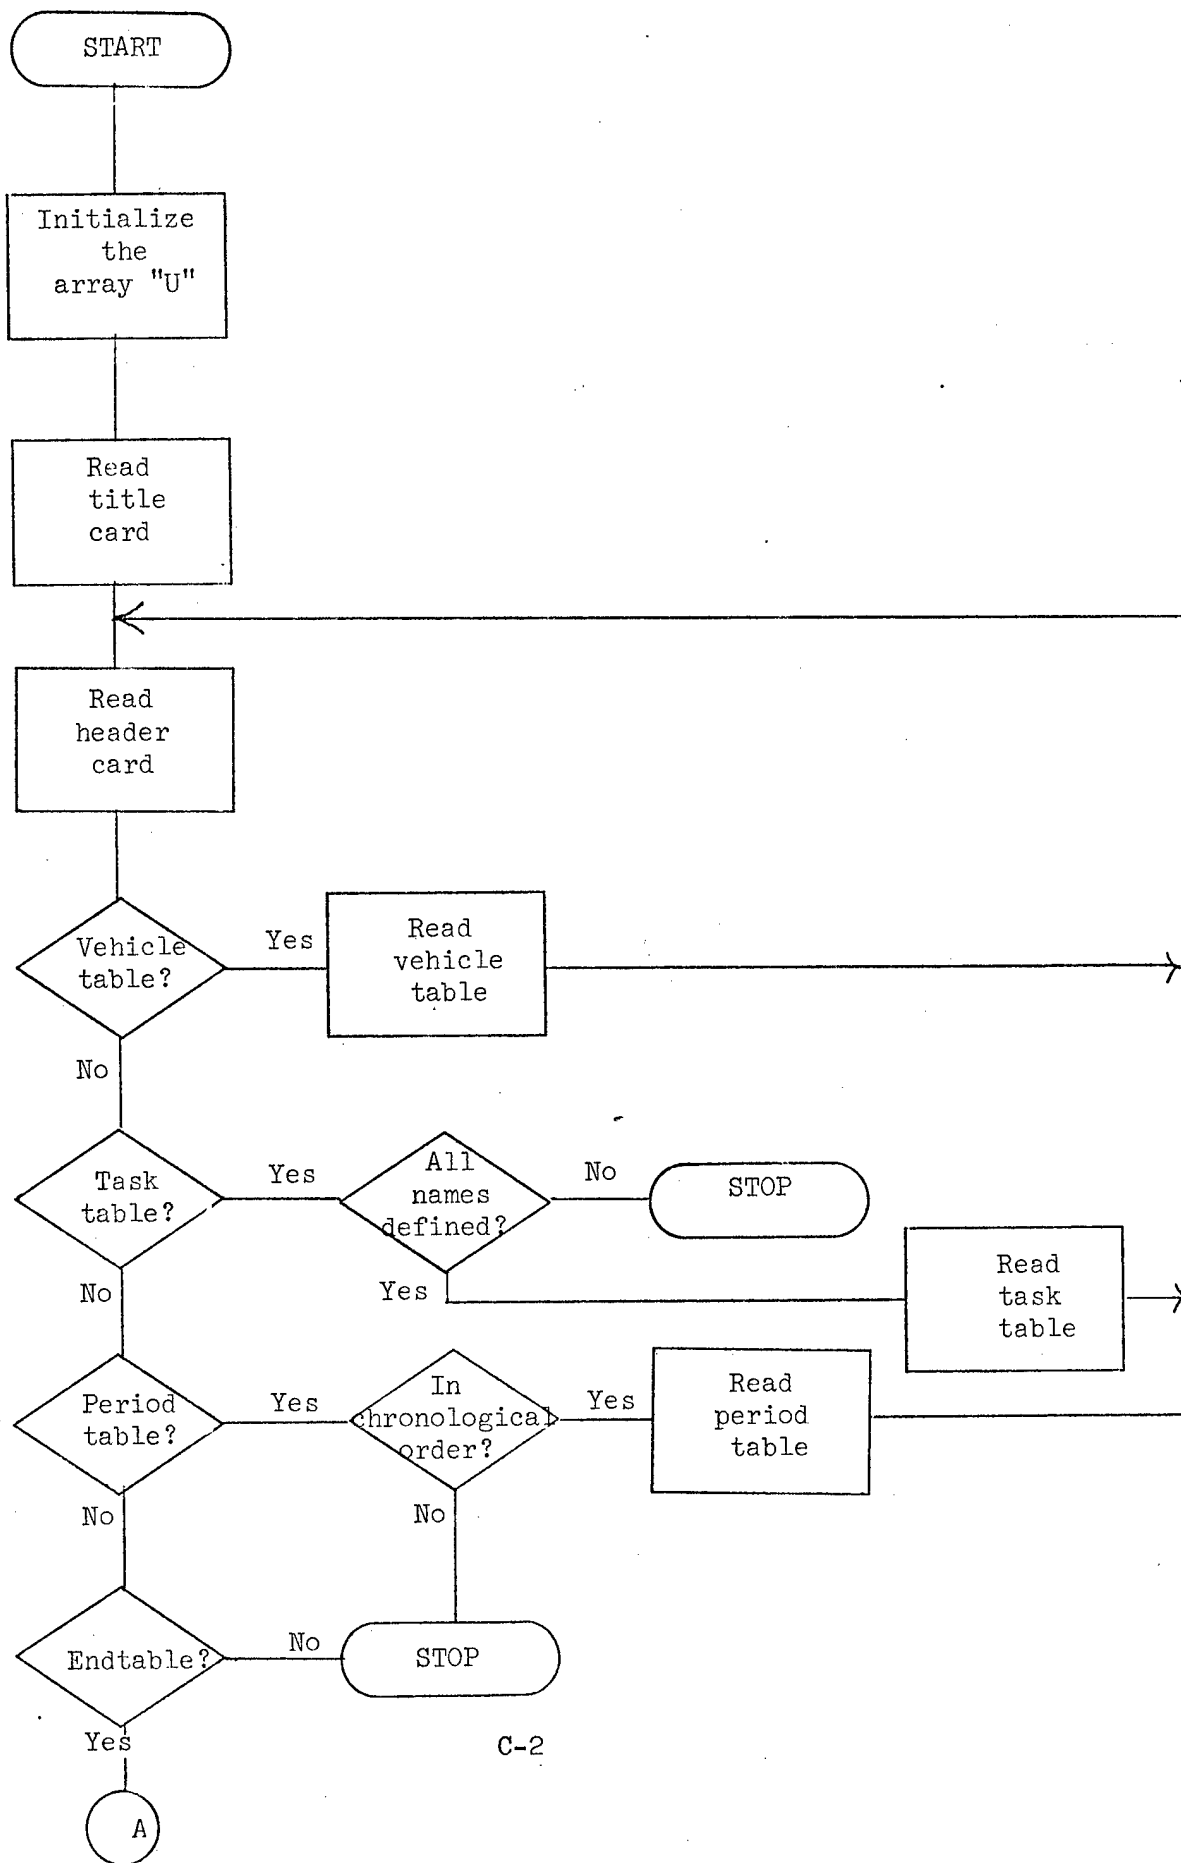 START
Initialize
the
array "U"
Read
title
card
Read
header
card
Vehicle
table?
Yes
Read
vehicle
table
No
Task
table?
Yes
All
names
defined?
No
STOP
Yes
Read
task
table
No
Period
table?
Yes
In
chronological
order?
Yes
Read
period
table
No
No
Endtable?
No
STOP
Yes
C-2
A